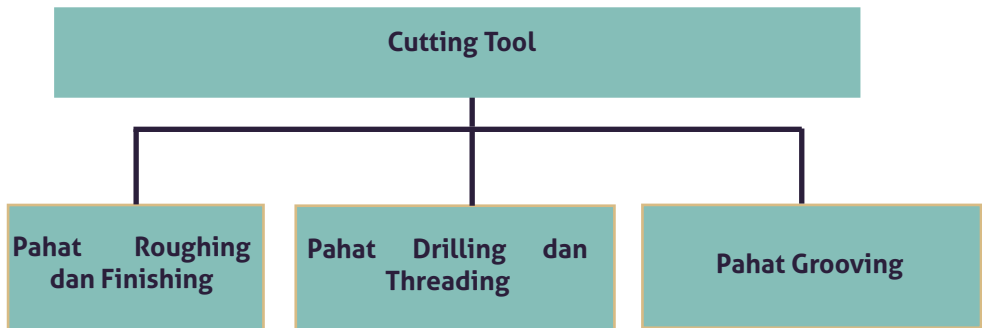 Cutting Tool
Pahat Roughing
dan Finishing
Pahat Drilling dan
Threading
Pahat Grooving